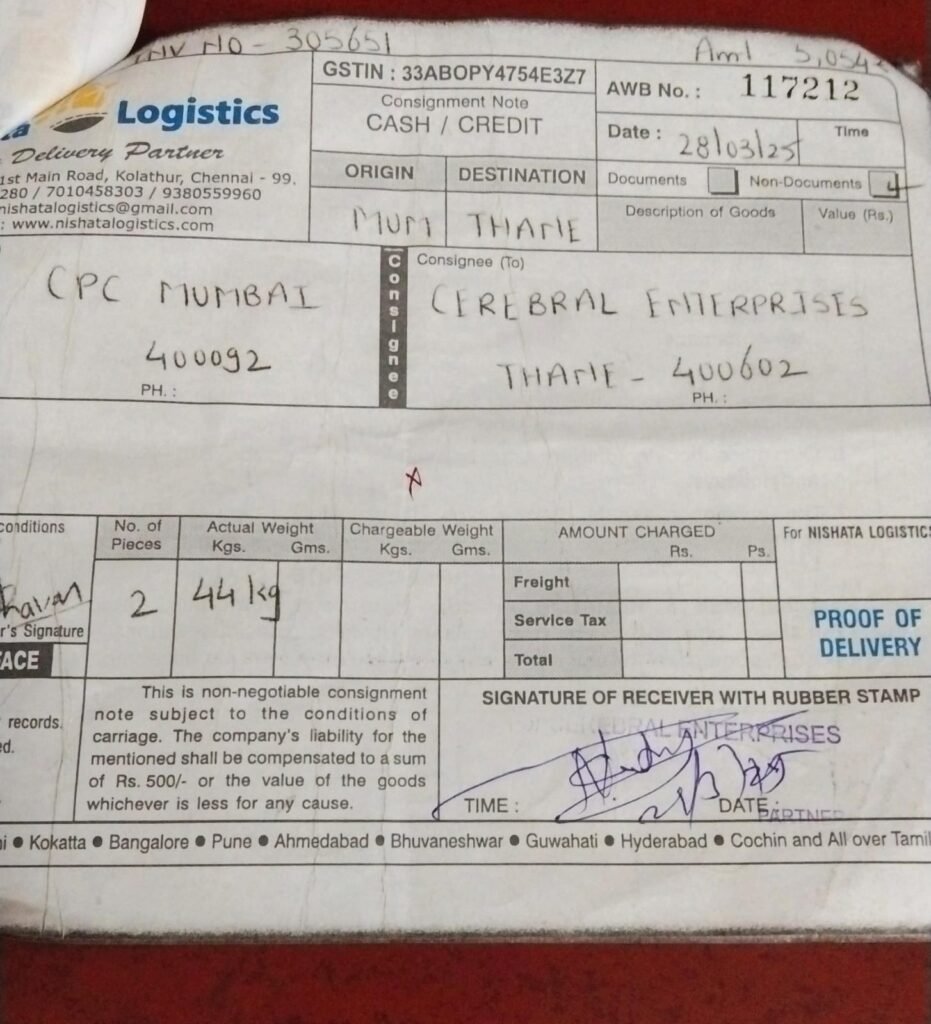 INV NO - 305651
Amt 5,054
GSTIN : 33ABOPY4754E3Z7
AWB No. : 117212
Logistics
Delivery Partner
1st Main Road, Kolathur, Chennai - 99.
280 / 7010458303 / 9380559960
nishatalogistics@gmail.com
: www.nishatalogistics.com
Consignment Note
CASH / CREDIT
Date : 28/03/25 Time
ORIGIN DESTINATION
Documents Non-Documents
MUM THANE
Description of Goods Value (Rs.)
CPC MUMBAI
400092
PH. :
Consignee
Consignee (To)
CEREBRAL ENTERPRISES
THANE - 400602
PH. :
conditions
r's Signature
FACE
No. of Pieces
Actual Weight
Kgs. Gms.
Chargeable Weight
Kgs. Gms.
AMOUNT CHARGED
Rs. Ps.
For NISHATA LOGISTICS
2 44 kg
Freight
Service Tax
Total
PROOF OF
DELIVERY
records.
ed.
This is non-negotiable consignment
note subject to the conditions of
carriage. The company's liability for the
mentioned shall be compensated to a sum
of Rs. 500/- or the value of the goods
whichever is less for any cause.
SIGNATURE OF RECEIVER WITH RUBBER STAMP
CEREBRAL ENTERPRISES
TIME : DATE :
PARTNER
i ● Kokatta ● Bangalore ● Pune ● Ahmedabad ● Bhuvaneshwar ● Guwahati ● Hyderabad ● Cochin and All over Tamil